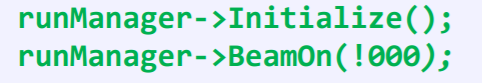 runManager->Initialize();
runManager->BeamOn(!000);